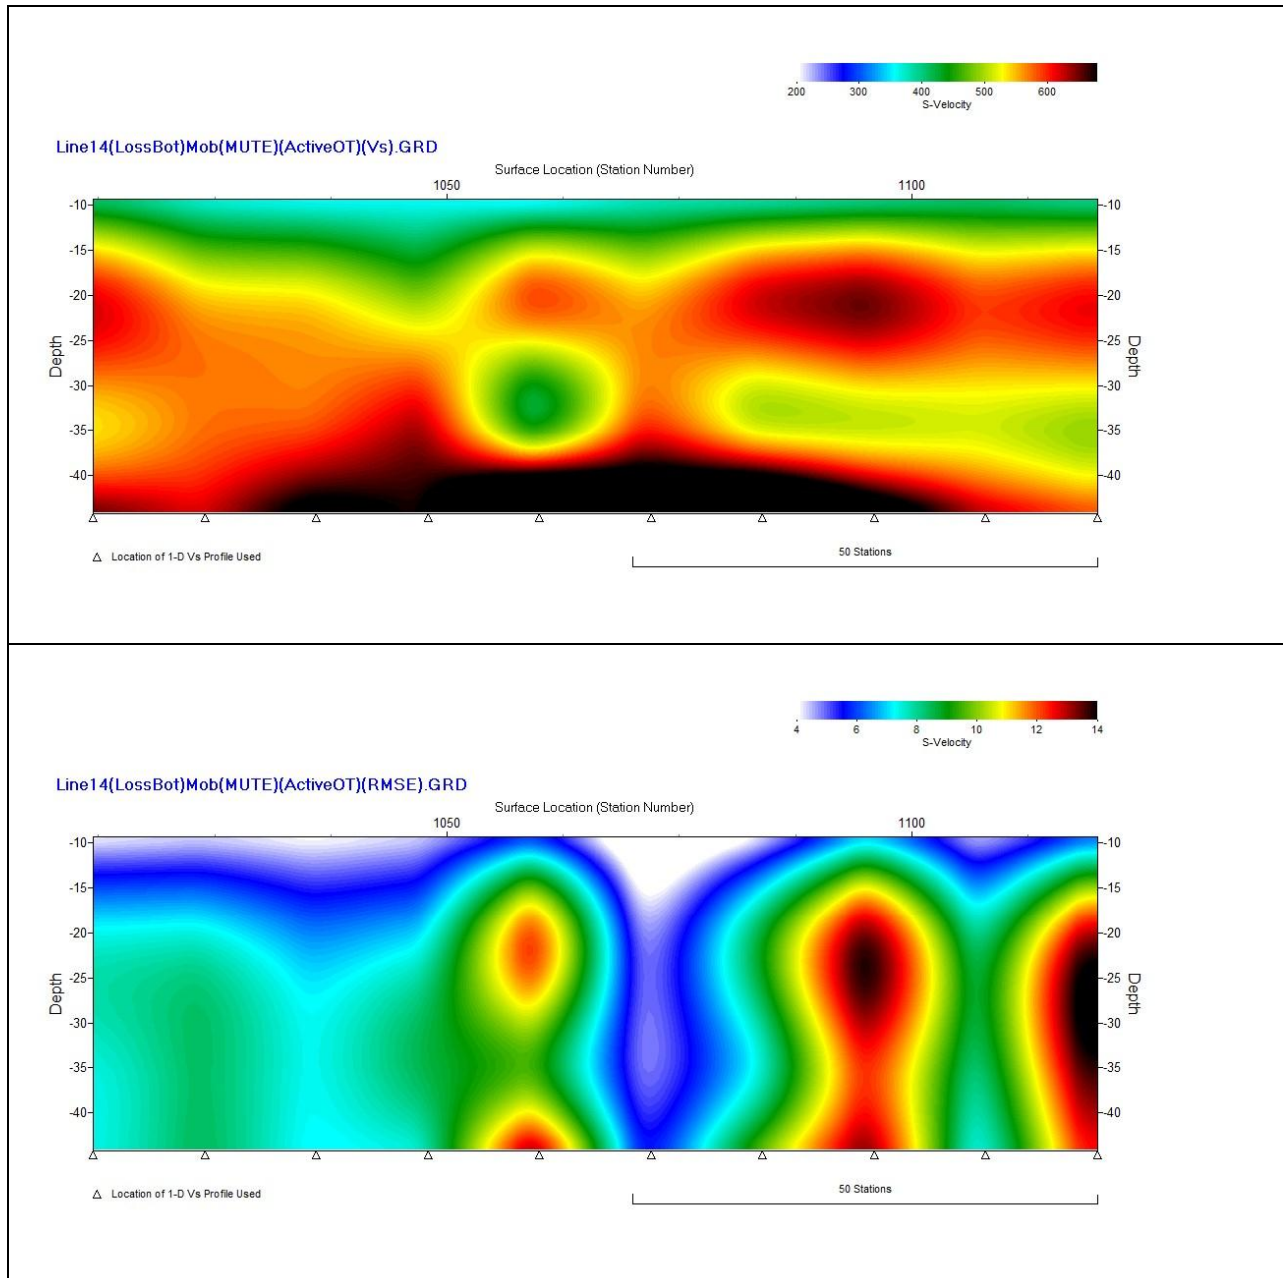 200 300 400 500 600
S-Velocity
Line14(LossBot)Mob(MUTE)(ActiveOT)(Vs).GRD
Surface Location (Station Number)
1050 1100
-10 -10
-15 -15
-20 -20
-25 -25
Depth Depth
-30 -30
-35 -35
-40 -40
△ Location of 1-D Vs Profile Used
50 Stations
4 6 8 10 12 14
S-Velocity
Line14(LossBot)Mob(MUTE)(ActiveOT)(RMSE).GRD
Surface Location (Station Number)
1050 1100
-10 -10
-15 -15
-20 -20
-25 -25
Depth Depth
-30 -30
-35 -35
-40 -40
△ Location of 1-D Vs Profile Used
50 Stations